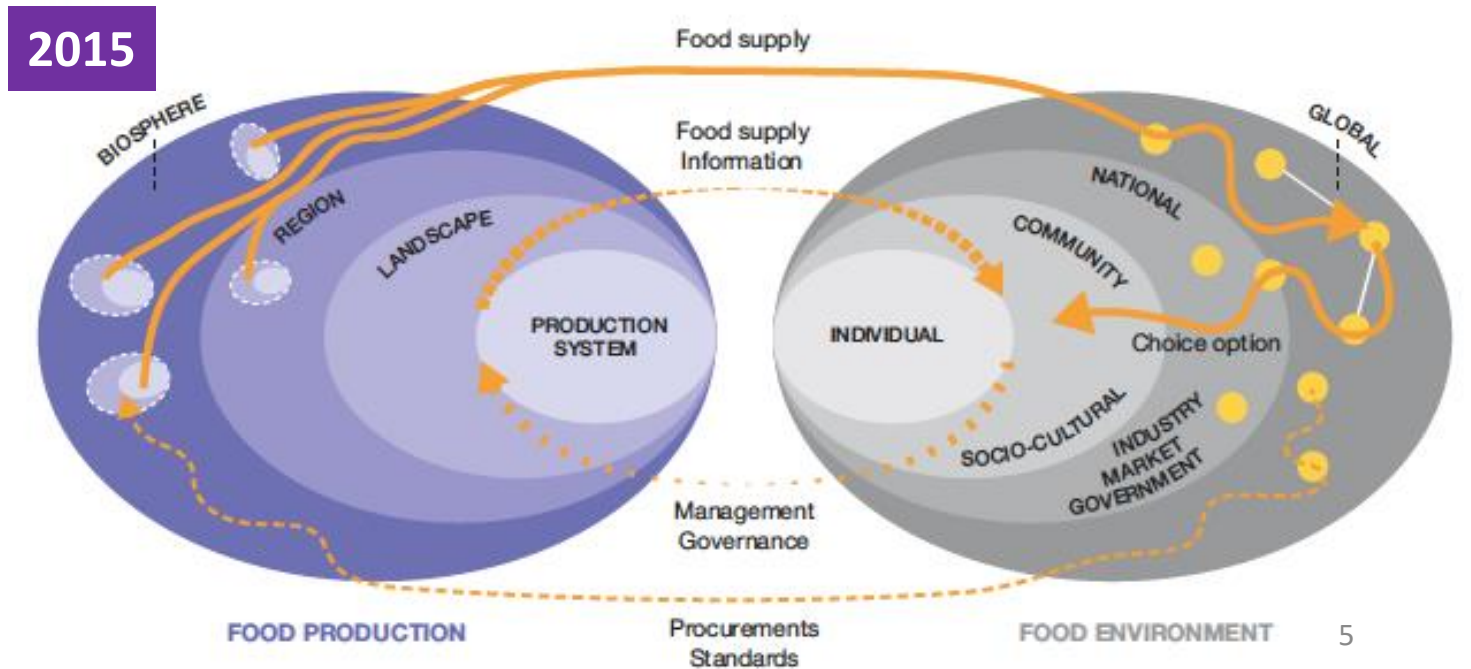 2015
Food supply
BIOSPHERE
GLOBAL
Food supply
Information
REGION
NATIONAL
LANDSCAPE
COMMUNITY
PRODUCTION
SYSTEM
INDIVIDUAL
Choice option
SOCIO-CULTURAL
INDUSTRY
MARKET
GOVERNMENT
Management
Governance
FOOD PRODUCTION
Procurements
Standards
FOOD ENVIRONMENT
5